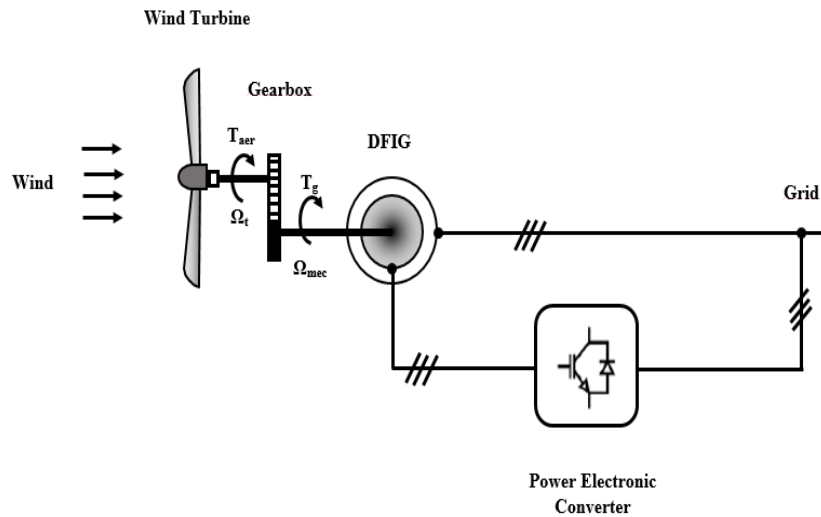 Wind Turbine
Gearbox
T_aer
DFIG
Wind
T_g
Grid
Ω_t
Ω_mec
Power Electronic
Converter